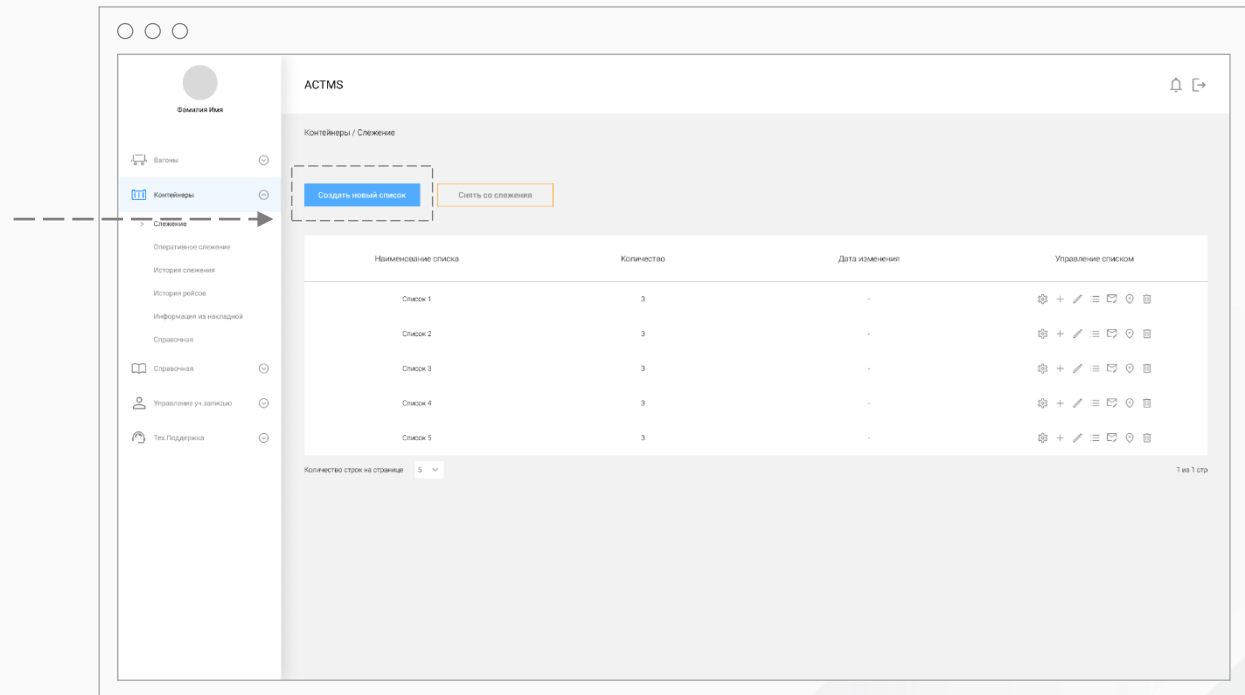 Фамилия Имя
ACTMS
Контейнеры / Слежение
Вагоны
Контейнеры
Слежение
Оперативное слежение
История слежения
История рейсов
Информация из накладной
Справочная
Справочная
Управление уч.записью
Тех.Поддержка
Создать новый список
Снять со слежения
Наименование списка Количество Дата изменения Управление списком
Список 1 3 -
Список 2 3 -
Список 3 3 -
Список 4 3 -
Список 5 3 -
Количество строк на странице 5
1 из 1 стр